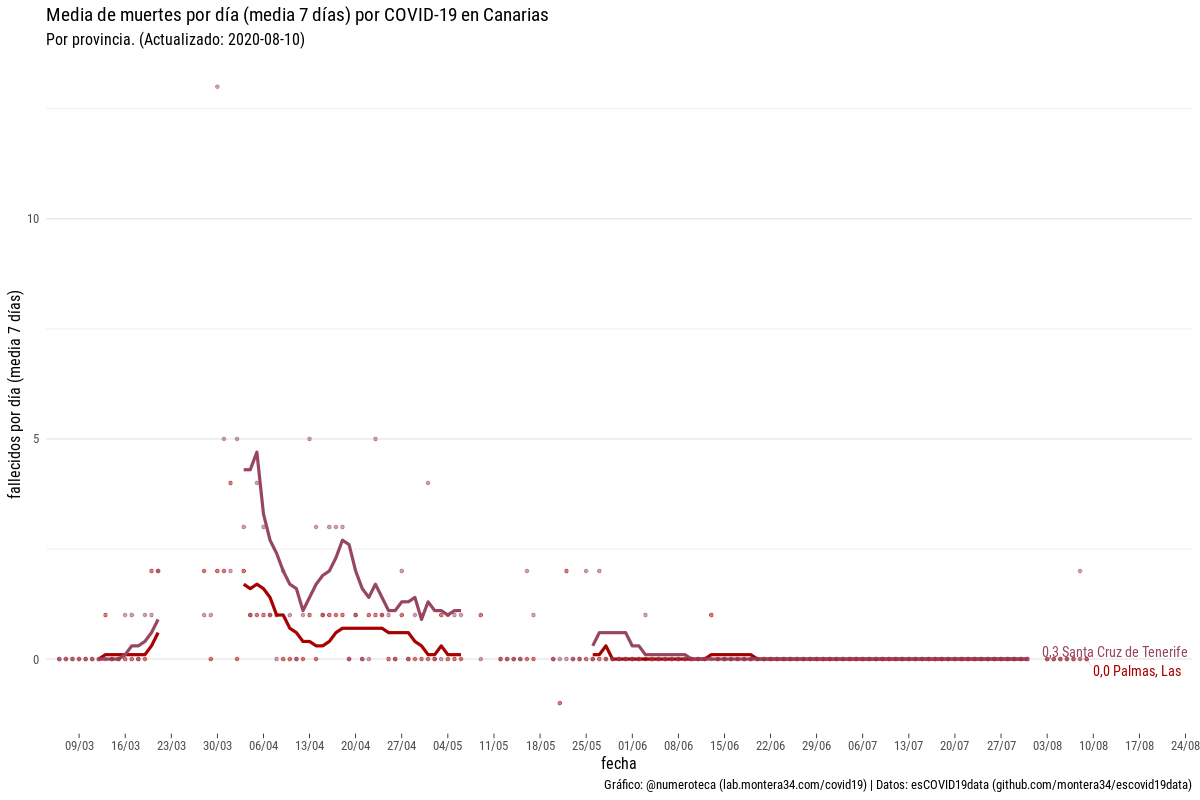 Media de muertes por día (media 7 días) por COVID-19 en Canarias
Por provincia. (Actualizado: 2020-08-10)
fallecidos por día (media 7 días)
10
5
0
0,3 Santa Cruz de Tenerife
0,0 Palmas, Las
09/03 16/03 23/03 30/03 06/04 13/04 20/04 27/04 04/05 11/05 18/05 25/05 01/06 08/06 15/06 22/06 29/06 06/07 13/07 20/07 27/07 03/08 10/08 17/08 24/08
fecha
Gráfico: @numeroteca (lab.montera34.com/covid19) | Datos: esCOVID19data (github.com/montera34/escovid19data)